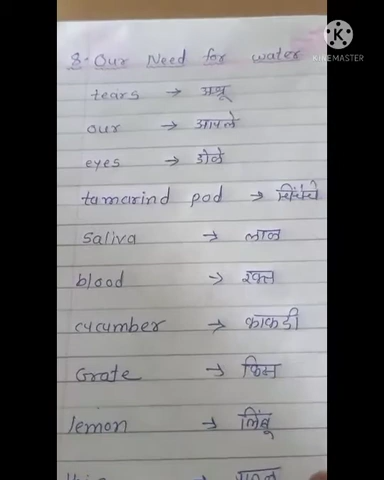 KINEMASTER
8. Our Need for water
tears → अश्रू
our → आपले
eyes → डोळे
tamarind pod → चिंचेचे
saliva → लाळ
blood → रक्त
cucumber → काकडी
Grate → किस
lemon → लिंबू